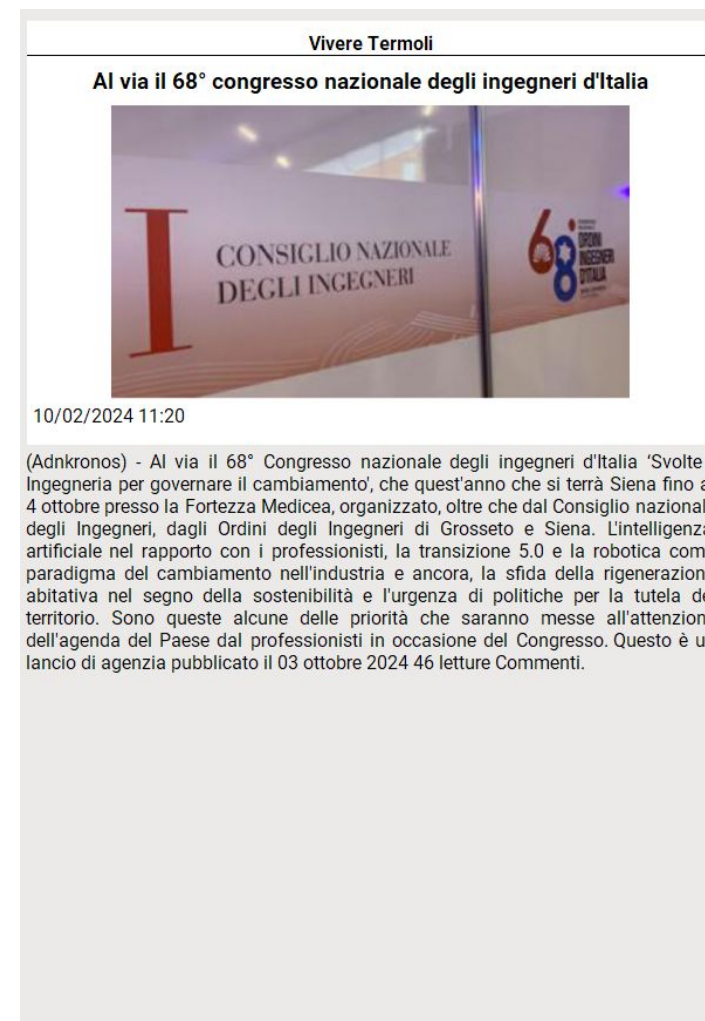 Vivere Termoli
Al via il 68° congresso nazionale degli ingegneri d'Italia
I
CONSIGLIO NAZIONALE
DEGLI INGEGNERI
68°
ORDINI
INGEGNERI
D'ITALIA
10/02/2024 11:20
(Adnkronos) - Al via il 68° Congresso nazionale degli ingegneri d'Italia ‘Svolte
Ingegneria per governare il cambiamento', che quest'anno che si terrà Siena fino a
4 ottobre presso la Fortezza Medicea, organizzato, oltre che dal Consiglio nazional
degli Ingegneri, dagli Ordini degli Ingegneri di Grosseto e Siena. L'intelligenza
artificiale nel rapporto con i professionisti, la transizione 5.0 e la robotica com
paradigma del cambiamento nell'industria e ancora, la sfida della rigenerazion
abitativa nel segno della sostenibilità e l'urgenza di politiche per la tutela de
territorio. Sono queste alcune delle priorità che saranno messe all'attenzion
dell'agenda del Paese dal professionisti in occasione del Congresso. Questo è u
lancio di agenzia pubblicato il 03 ottobre 2024 46 letture Commenti.